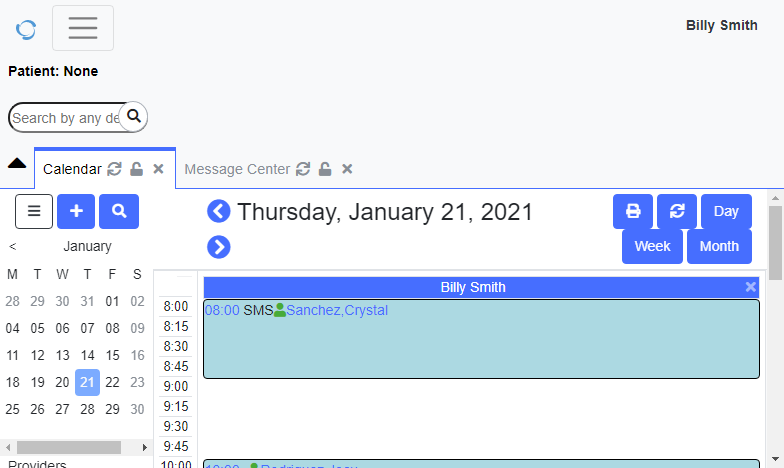 Billy Smith
Patient: None
Search by any de
Calendar
Message Center
Thursday, January 21, 2021
Day
Week
Month
< January
M T W T F S
28 29 30 31 01 02
04 05 06 07 08 09
11 12 13 14 15 16
18 19 20 21 22 23
25 26 27 28 29 30
Providers
Billy Smith
8:00
08:00 SMS Sanchez,Crystal
8:15
8:30
8:45
9:00
9:15
9:30
9:45
10:00
10:00 Rodriguez,Jose